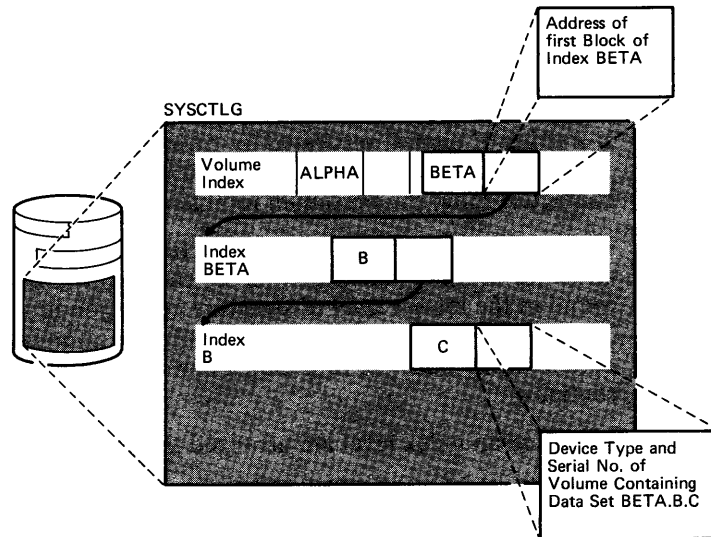 Address of
first Block of
Index BETA
SYSCTLG
Volume
Index
ALPHA
BETA
Index
BETA
B
Index
B
C
Device Type and
Serial No. of
Volume Containing
Data Set BETA.B.C